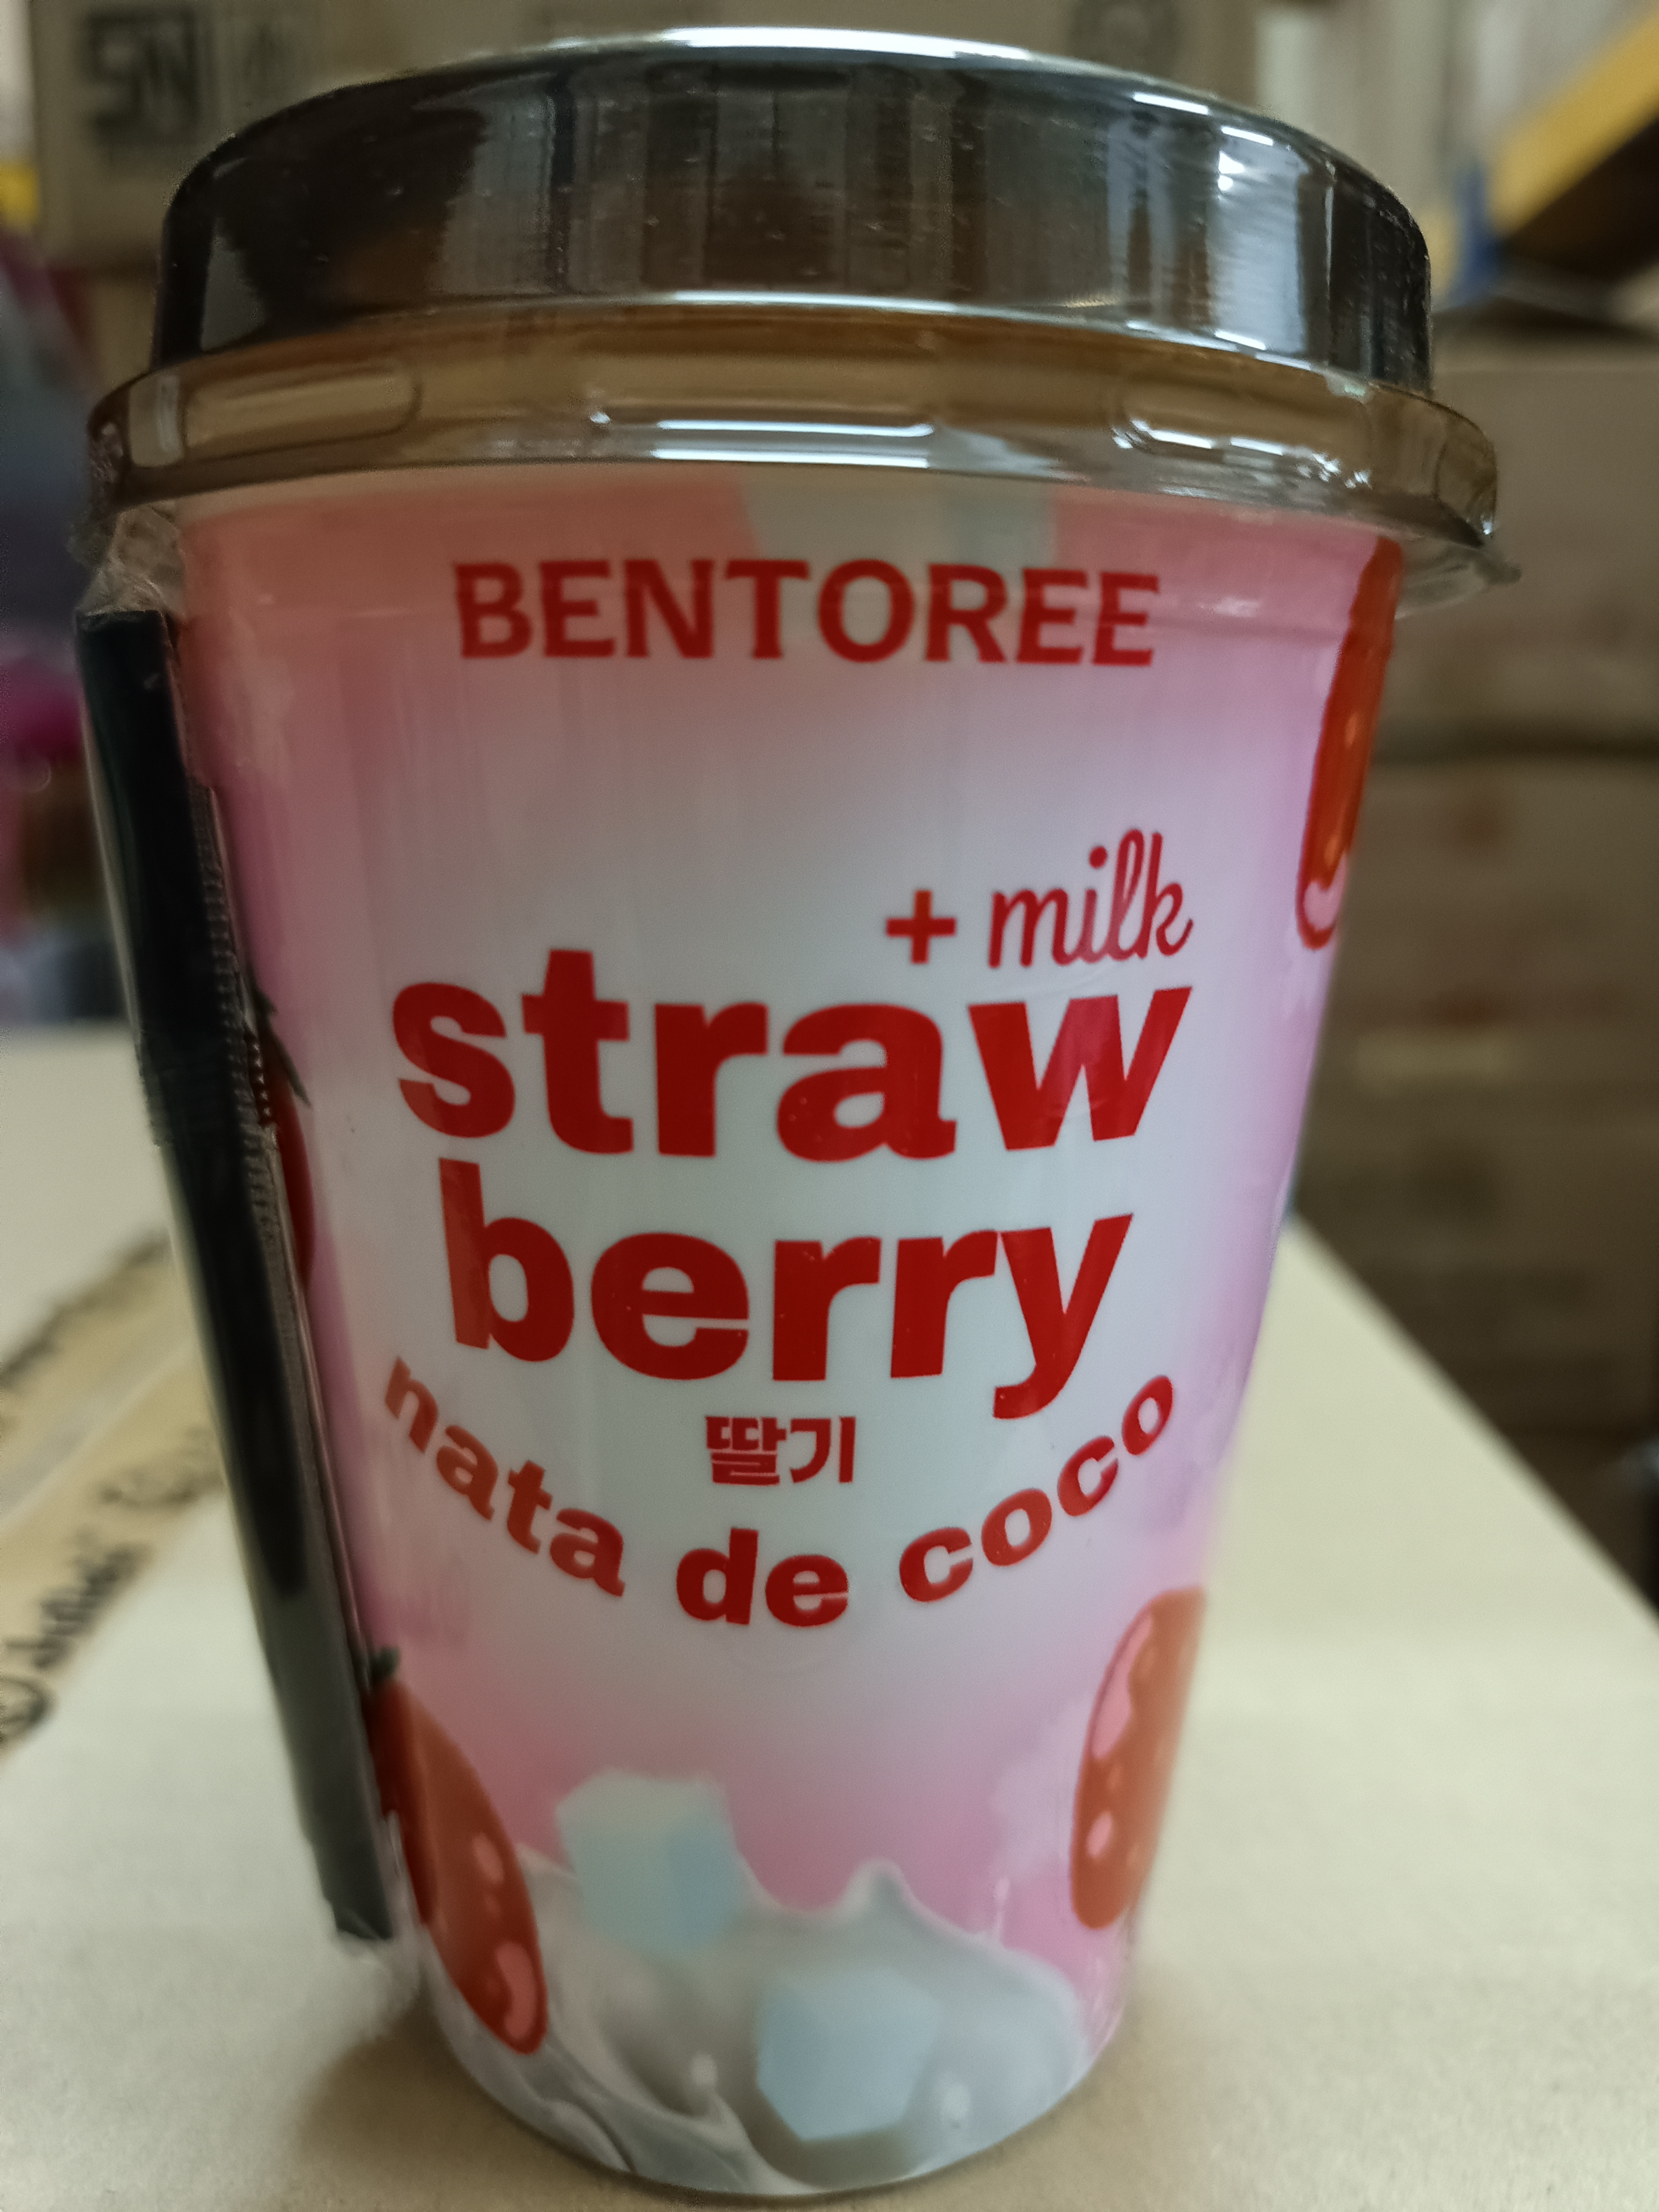 BENTOREE
+ milk
straw
berry
딸기
nata de coco